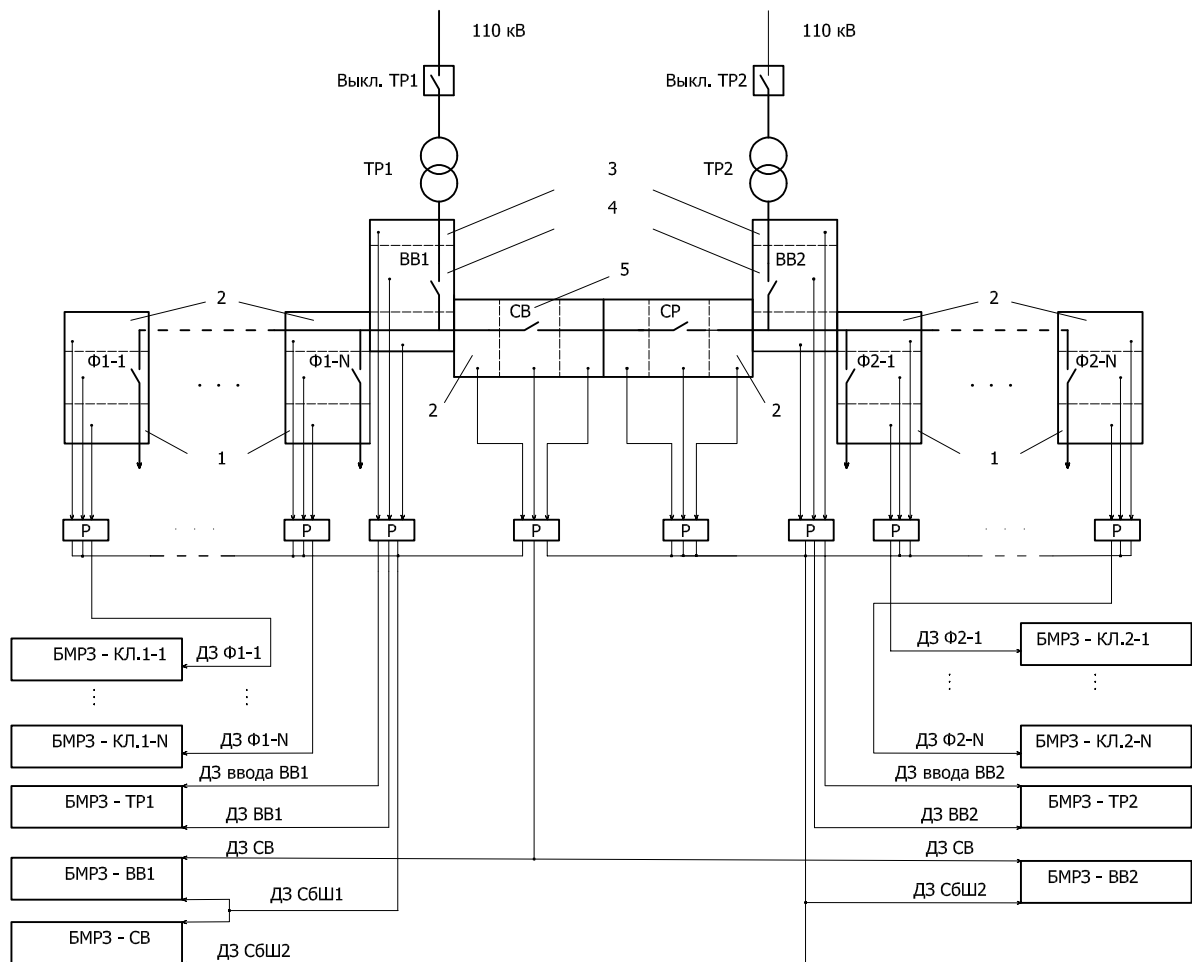 110 кВ
110 кВ
Выкл. ТР1
Выкл. ТР2
ТР1
ТР2
3
4
ВВ1
ВВ2
5
2
СВ
СР
2
Ф1-1
Ф1-N
Ф2-1
Ф2-N
. . .
. . .
2
2
1
1
Р
. . .
Р
Р
Р
Р
Р
Р
. . .
Р
БМРЗ - КЛ.1-1
ДЗ Ф1-1
ДЗ Ф2-1
БМРЗ - КЛ.2-1
БМРЗ - КЛ.1-N
ДЗ Ф1-N
ДЗ Ф2-N
БМРЗ - КЛ.2-N
ДЗ ввода ВВ1
ДЗ ввода ВВ2
БМРЗ - ТР1
БМРЗ - ТР2
ДЗ ВВ1
ДЗ ВВ2
ДЗ СВ
ДЗ СВ
БМРЗ - ВВ1
БМРЗ - ВВ2
ДЗ СбШ1
ДЗ СбШ2
БМРЗ - СВ
ДЗ СбШ2